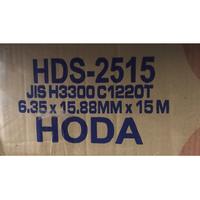 HDS-2515
JIS H3300 C1220T
6.35 x 15.88MM x 15 M
HODA